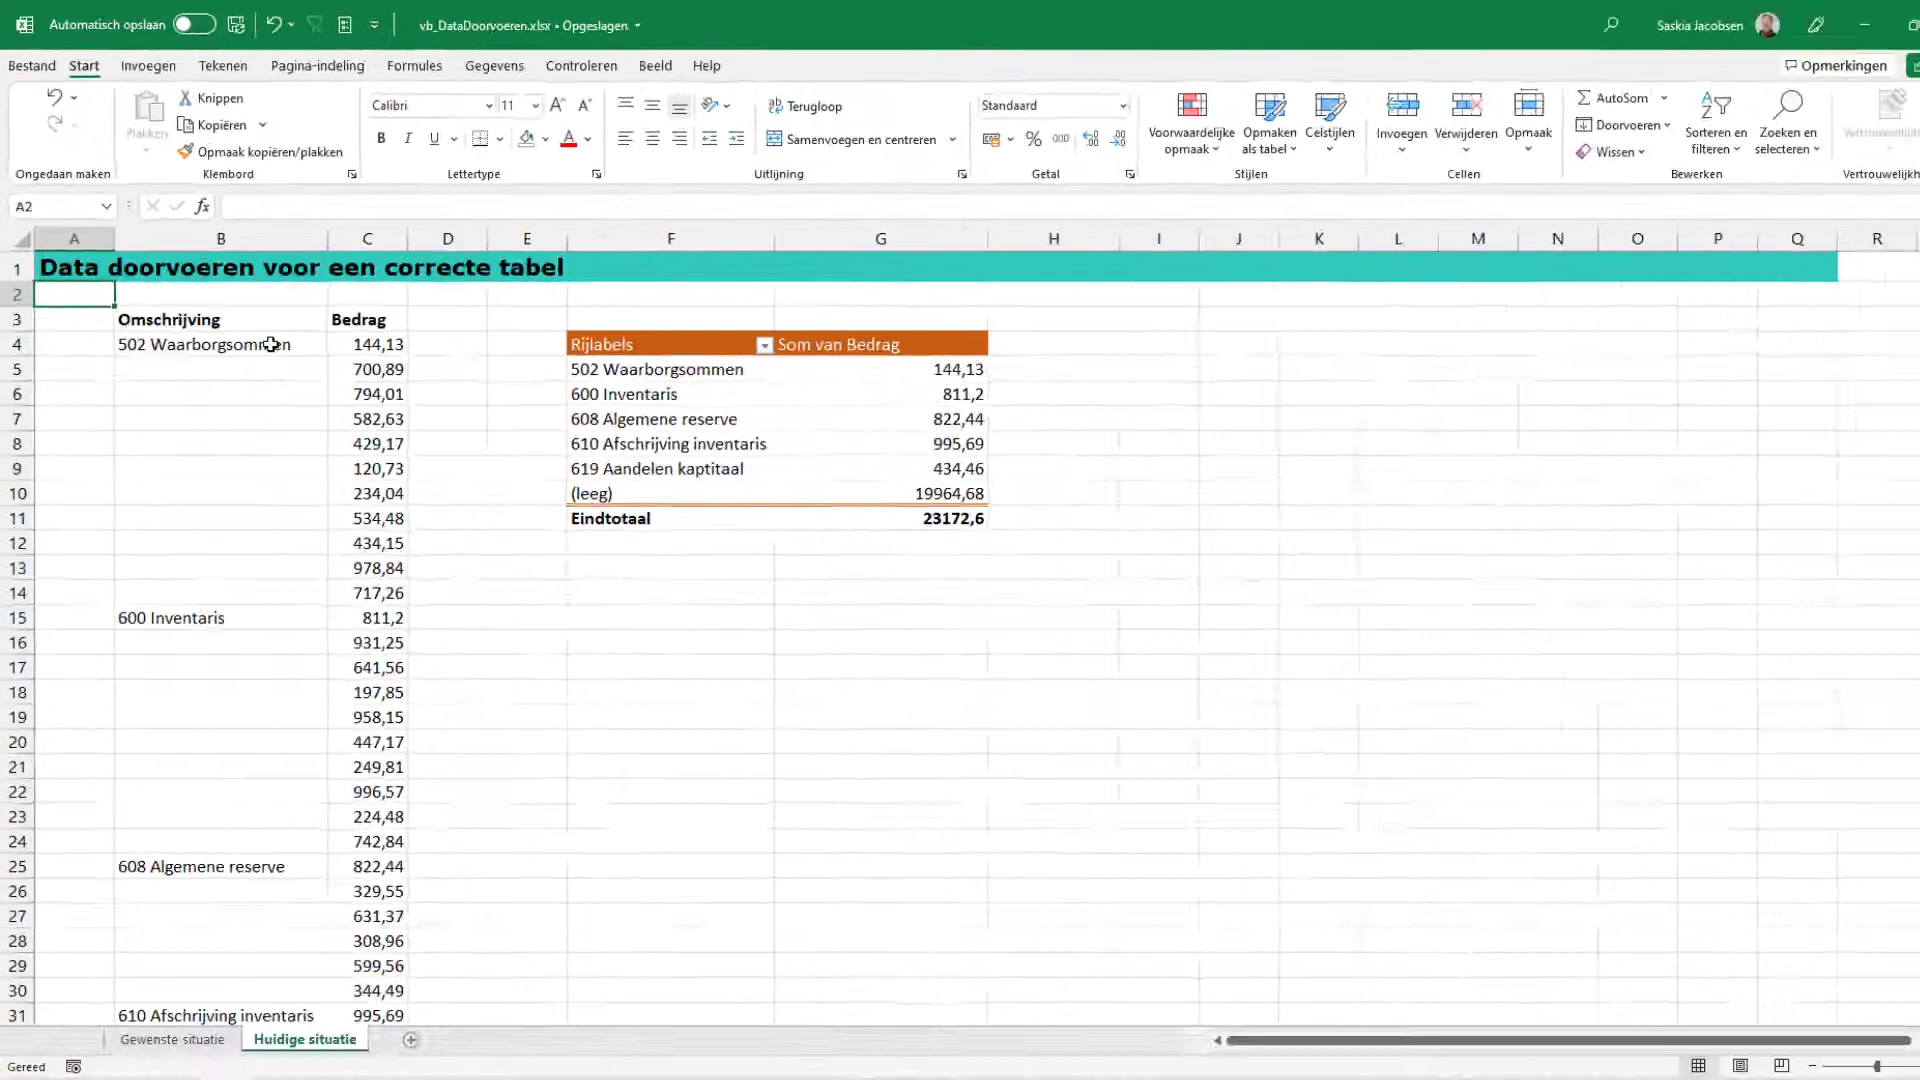 Automatisch opslaan
vb_DataDoorvoeren.xlsx • Opgeslagen
Saskia Jacobsen
Bestand Start Invoegen Tekenen Pagina-indeling Formules Gegevens Controleren Beeld Help
Opmerkingen
Plakken
Knippen
Kopiëren
Opmaak kopiëren/plakken
Calibri 11
B I U
Terugloop
Samenvoegen en centreren
Standaard
% 000
Voorwaardelijke opmaak
Opmaken als tabel
Celstijlen
Invoegen
Verwijderen
Opmaak
AutoSom
Doorvoeren
Wissen
Sorteren en filteren
Zoeken en selecteren
Ongedaan maken Klembord Lettertype Uitlijning Getal Stijlen Cellen Bewerken
A2 fx
A B C D E F G H I J K L M N O P Q R
1 Data doorvoeren voor een correcte tabel
2
3 Omschrijving Bedrag
4 502 Waarborgsommen 144,13 Rijlabels Som van Bedrag
5 700,89 502 Waarborgsommen 144,13
6 794,01 600 Inventaris 811,2
7 582,63 608 Algemene reserve 822,44
8 429,17 610 Afschrijving inventaris 995,69
9 120,73 619 Aandelen kaptitaal 434,46
10 234,04 (leeg) 19964,68
11 534,48 Eindtotaal 23172,6
12 434,15
13 978,84
14 717,26
15 600 Inventaris 811,2
16 931,25
17 641,56
18 197,85
19 958,15
20 447,17
21 249,81
22 996,57
23 224,48
24 742,84
25 608 Algemene reserve 822,44
26 329,55
27 631,37
28 308,96
29 599,56
30 344,49
31 610 Afschrijving inventaris 995,69
Gewenste situatie Huidige situatie
Gereed